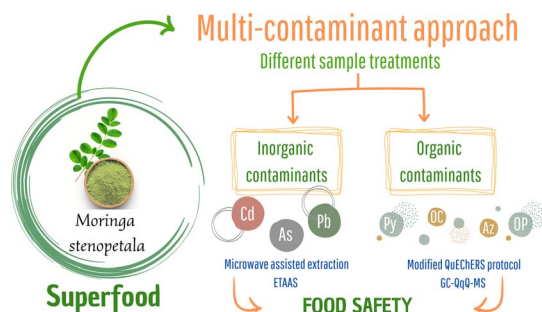 Multi-contaminant approach
Different sample treatments
Inorganic
contaminants
Organic
contaminants
Moringa
stenopetala
Superfood
Cd
As
Pb
Py
OC
Az
OP
Microwave assisted extraction
ETAAS
Modified QuEChERS protocol
GC-QqQ-MS
FOOD SAFETY